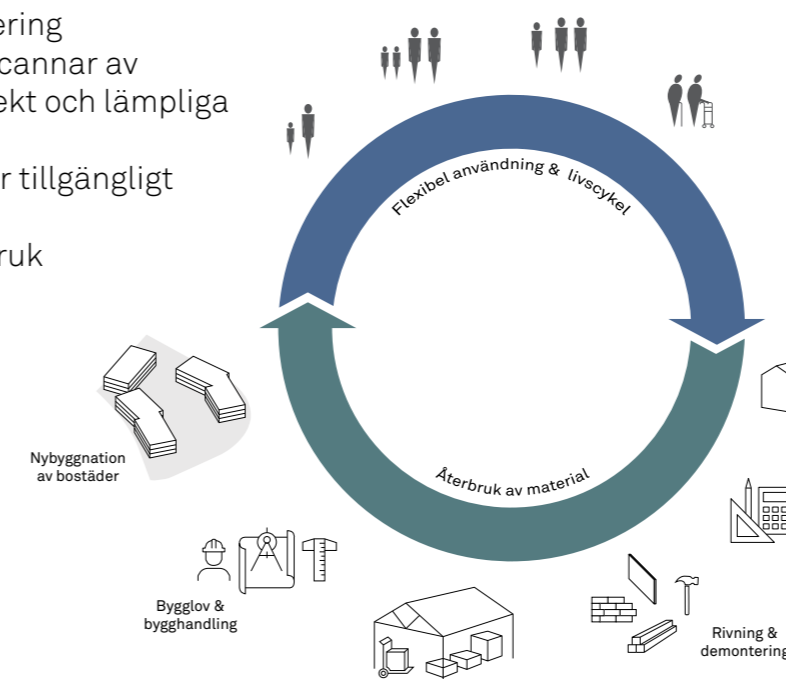 ering
cannar av
ekt och lämpliga
r tillgängligt
ruk
Flexibel användning & livscykel
Återbruk av material
Nybyggnation
av bostäder
Bygglov &
bygghandling
Rivning &
demontering